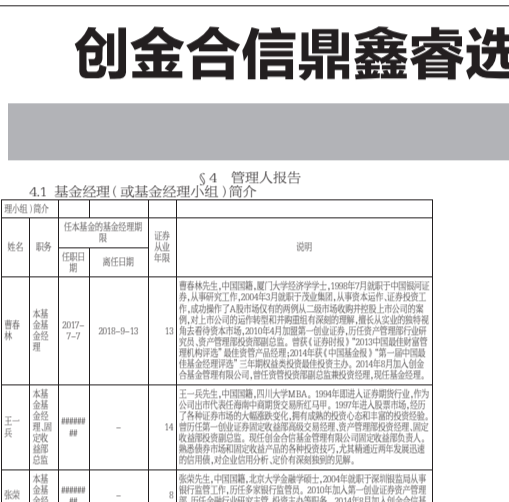 创金合信鼎鑫睿选
§4 管理人报告
4.1 基金经理（或基金经理小组）简介
理小组）简介
姓名
职务
任本基金的基金经理期
限
任职日
期
离任日期
证券
从业
年限
说明
曹春
林
本基
金基
金经
理
2017-
7-7
2018-9-13
13
曹春林先生,中国国籍,厦门大学经济学学士,1998年7月就职于中国银河证
券,从事研究工作,2004年3月就职于茂业集团,从事资本运作,证券投资工
作,成功操作了A股市场仅有的两例从二级市场收购并控股上市公司的案
例,对上市公司的运作转型和并购重组有深刻的理解,擅长从实业的独特视
角去看待资本市场,2010年4月加盟第一创业证券,历任资产管理部行业研
究员、资产管理部投资部副总监。曾获《证券时报》“2013中国最佳财富管
理机构评选”最佳资管产品经理;2014年获《中国基金报》“第一届中国最
佳基金经理评选”三年期权益类投资最佳投资主办。2014年8月加入创金
合基金管理有限公司,曾任资管投资部副总监兼投资经理,现任基金经理。
王一
兵
本基
金基
金经
理,固
定收
益部
总监
######
##
–
14
王一兵先生,中国国籍,四川大学MBA。1994年即进入证券期货行业,作为
公司出市代表任海南中商期货交易所红马甲。1997年进入股票市场,经历
了各种证券市场的大幅涨跌变化,拥有成熟的投资心态和丰富的投资经验。
曾历任第一创业证券固定收益部高级交易经理、资产管理部投资经理、固定
收益部投资副总监。现任创金合信基金管理有限公司固定收益部负责人。
熟悉债券市场和固定收益产品的各种投资技巧,尤其精通近两年发展迅速
的信用债,对企业信用分析、定价有深刻独到的见解。
张荣
本基
金基
金经
######
##
–
8
张荣先生,中国国籍,北京大学金融学硕士,2004年就职于深圳银监局从事
银行监管工作,历任多家银行监管员。2010年加入第一创业证券资产管理
部,历任金融行业研究主管、投资主办等职务。2014年8月加入创金合信基